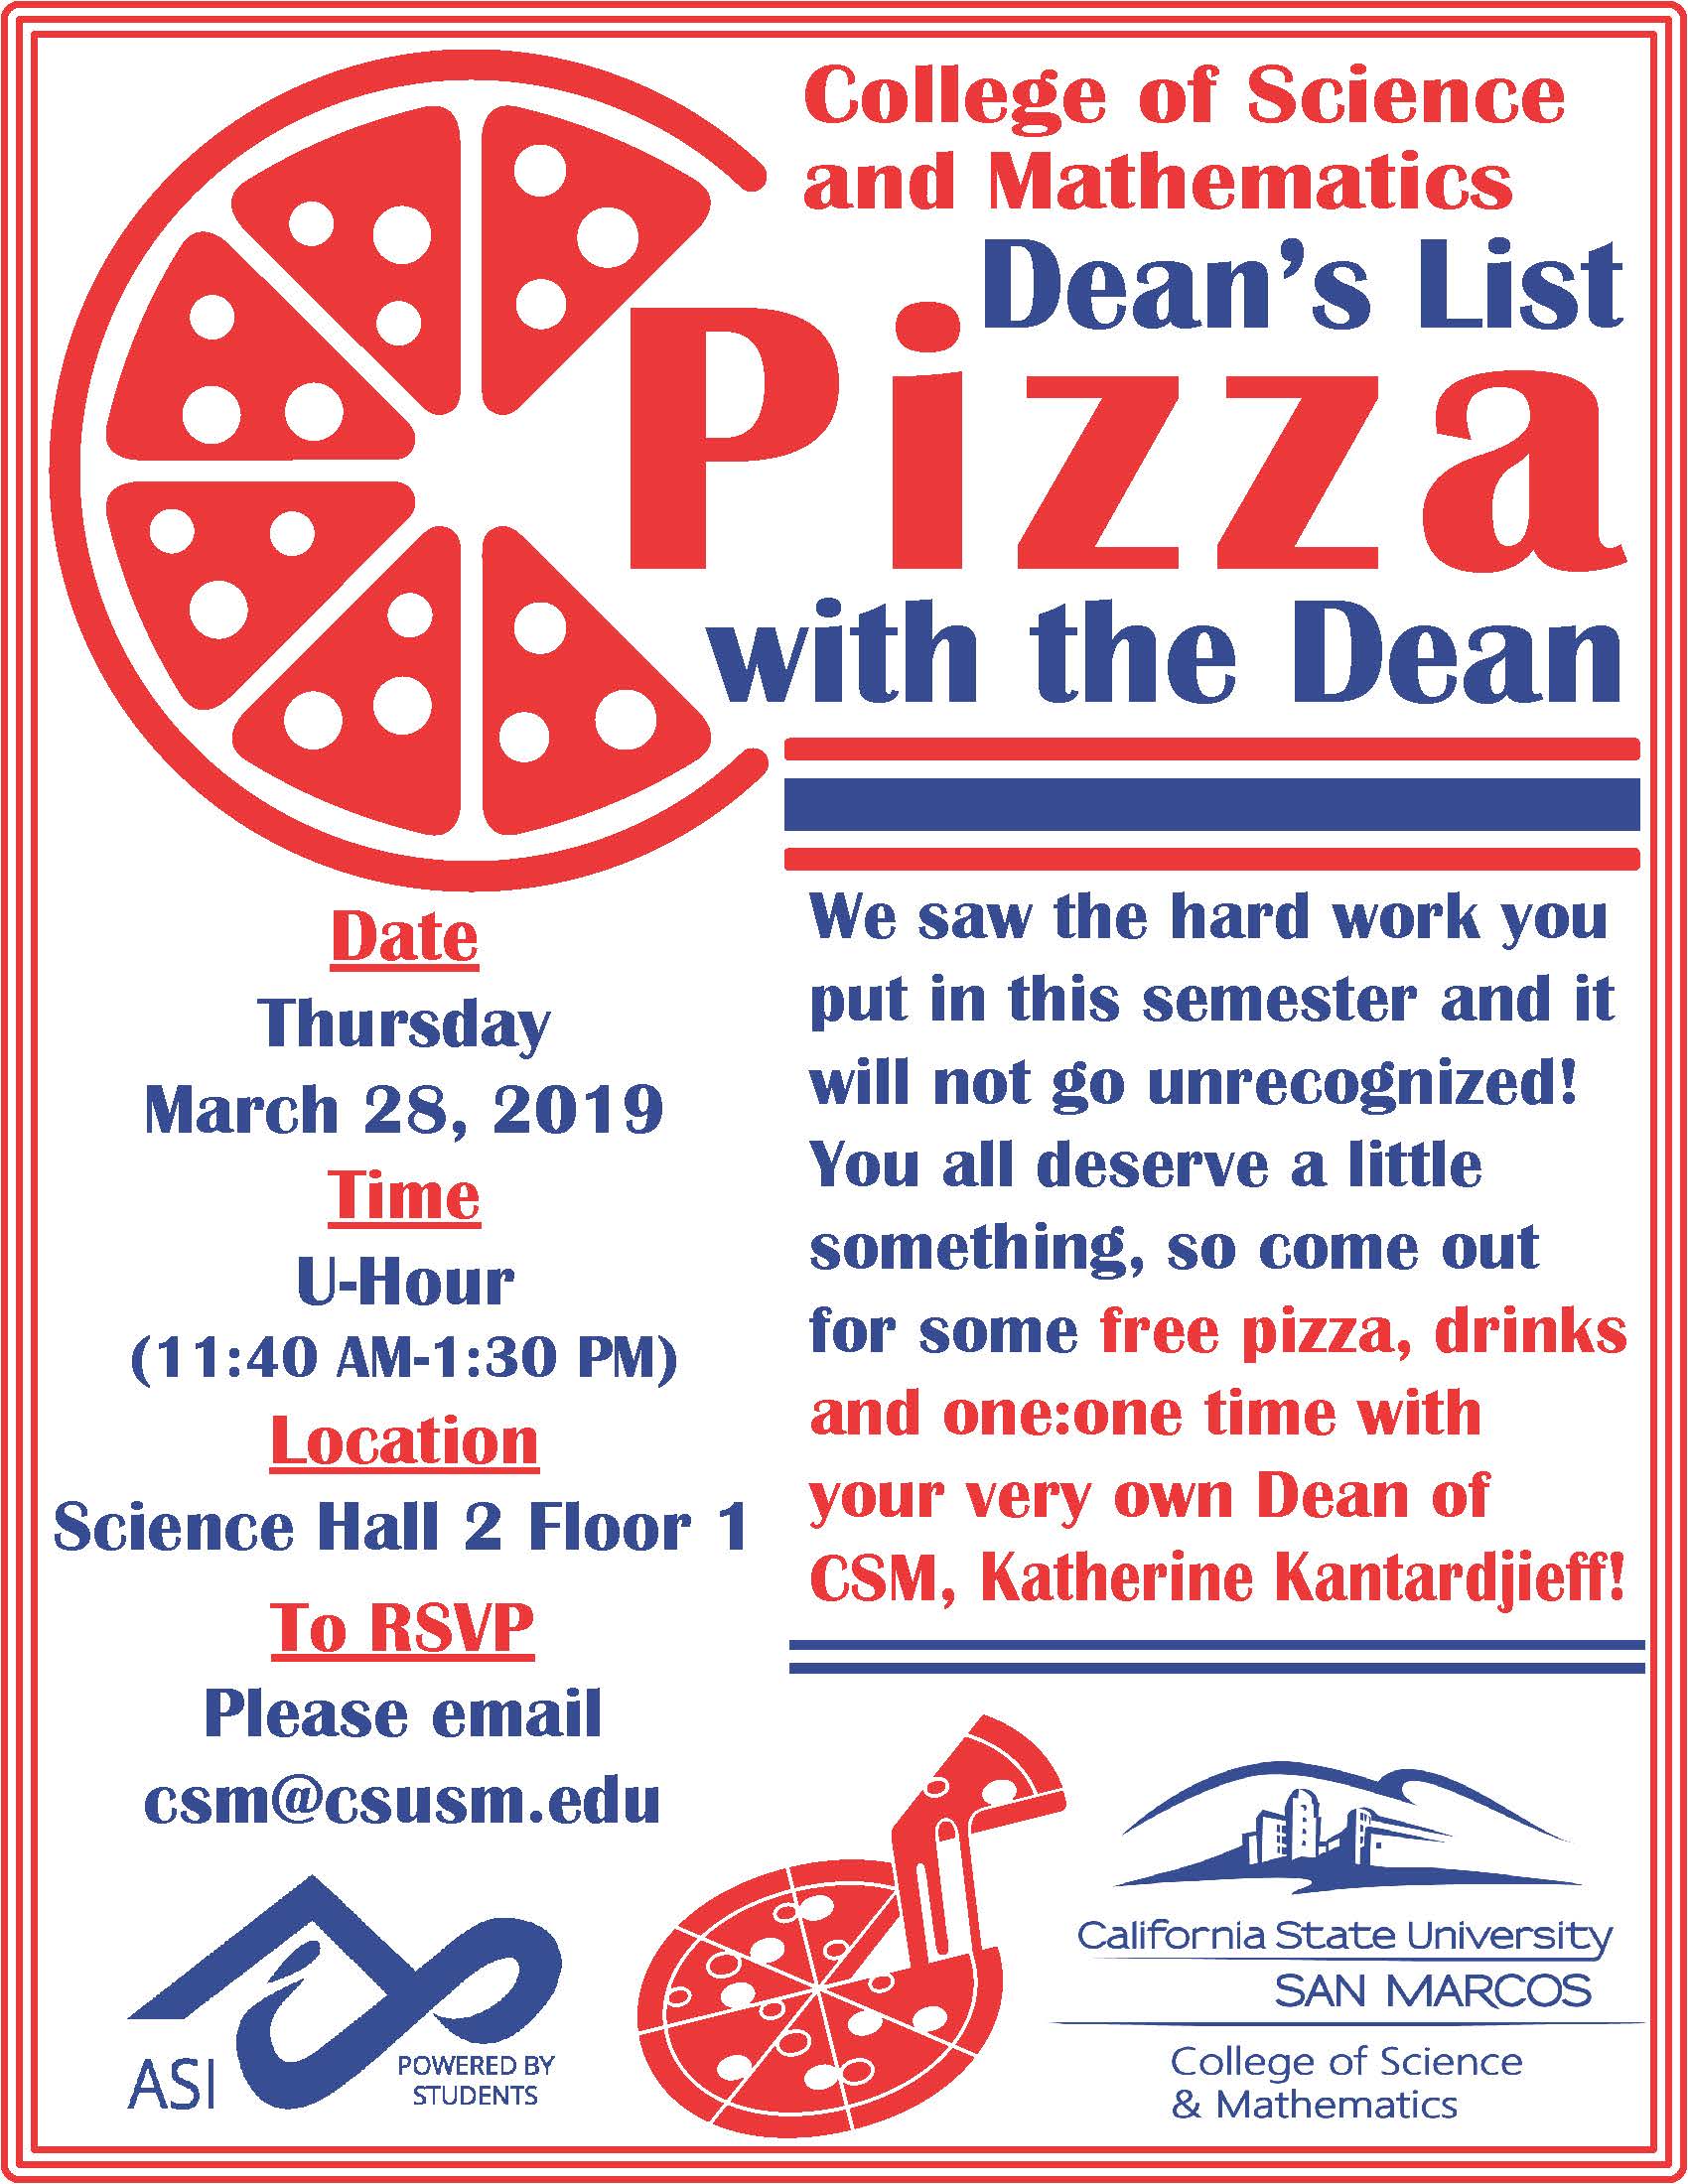 College of Science
and Mathematics
Dean's List
Pizza
with the Dean
Date
Thursday
March 28, 2019
Time
U-Hour
(11:40 AM-1:30 PM)
Location
Science Hall 2 Floor 1
To RSVP
Please email
csm@csusm.edu
We saw the hard work you
put in this semester and it
will not go unrecognized!
You all deserve a little
something, so come out
for some free pizza, drinks
and one:one time with
your very own Dean of
CSM, Katherine Kantardjieff!
ASI
POWERED BY
STUDENTS
California State University
SAN MARCOS
College of Science
& Mathematics